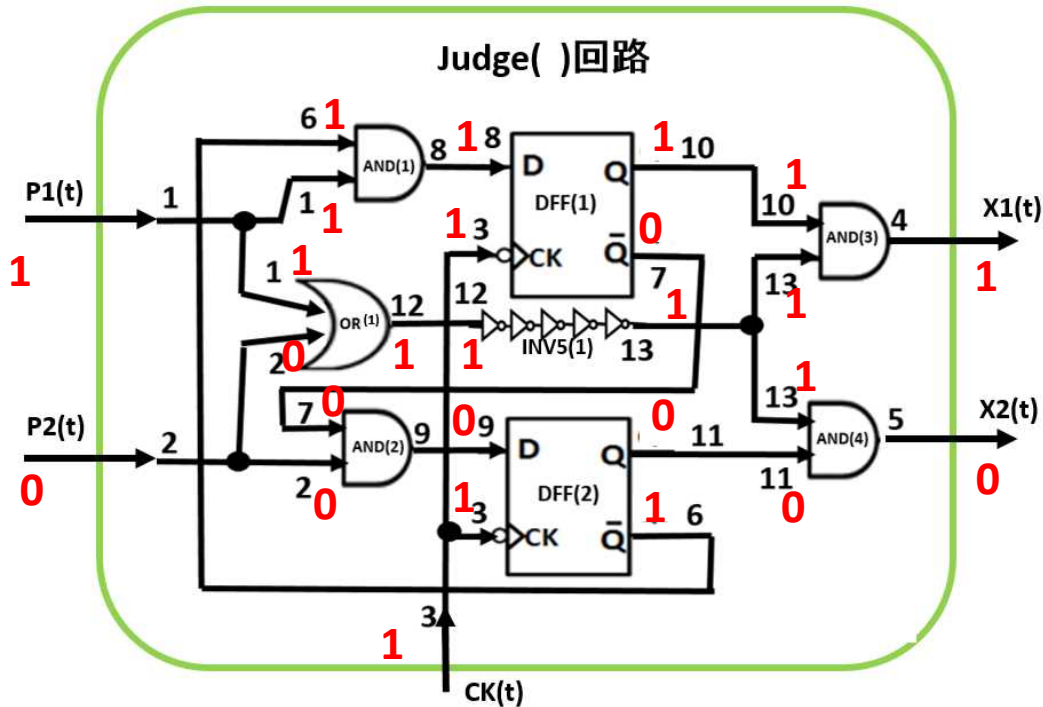 Judge( )回路
6 1
AND(1)
8 1 8
D
Q
1 10
P1(t)
1
1 1
DFF(1)
1
10
4
X1(t)
AND(3)
1
1 3
CK
Q̄
0
7
13
1
1
1 1
OR(1)
12
1
12
1
INV5(1)
1
13
2 0
13 1
P2(t)
2
0
7 0
AND(2)
9 0 9
D
Q
0
11
AND(4)
5
X2(t)
0
2 0
DFF(2)
11 0
1 3
CK
Q̄
1 6
3
1
CK(t)